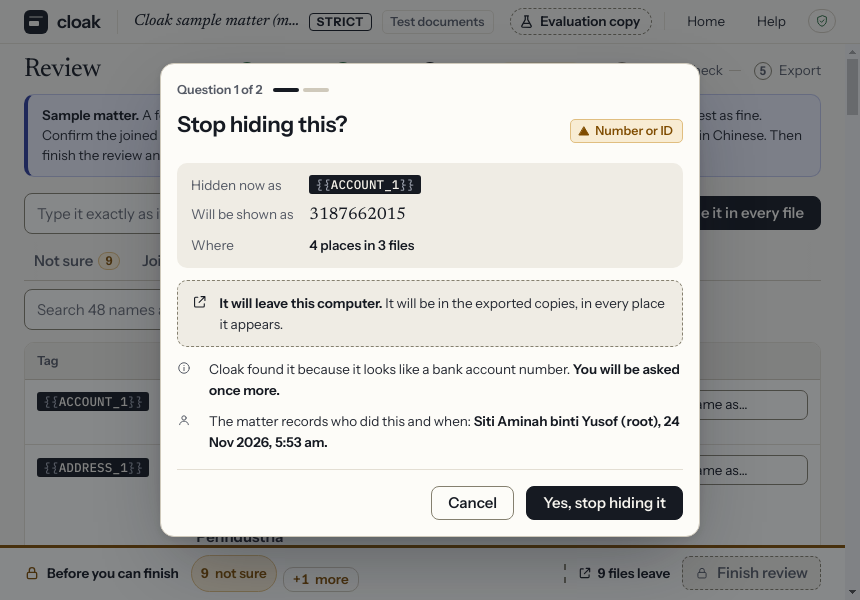 cloak
Cloak sample matter (m...
STRICT
Test documents
Evaluation copy
Home
Help
Review
eck
5
Export
Sample matter. A f
est as fine.
Confirm the joined
in Chinese. Then
finish the review an
Type it exactly as i
e it in every file
Not sure 9
Joi
Search 48 names a
Tag
{{ACCOUNT_1}}
me as...
{{ADDRESS_1}}
me as...
Perindustria
Question 1 of 2
Stop hiding this?
Number or ID
Hidden now as {{ACCOUNT_1}}
Will be shown as 3187662015
Where 4 places in 3 files
It will leave this computer. It will be in the exported copies, in every place
it appears.
Cloak found it because it looks like a bank account number. You will be asked
once more.
The matter records who did this and when: Siti Aminah binti Yusof (root), 24
Nov 2026, 5:53 am.
Cancel
Yes, stop hiding it
Before you can finish
9 not sure
+1 more
9 files leave
Finish review